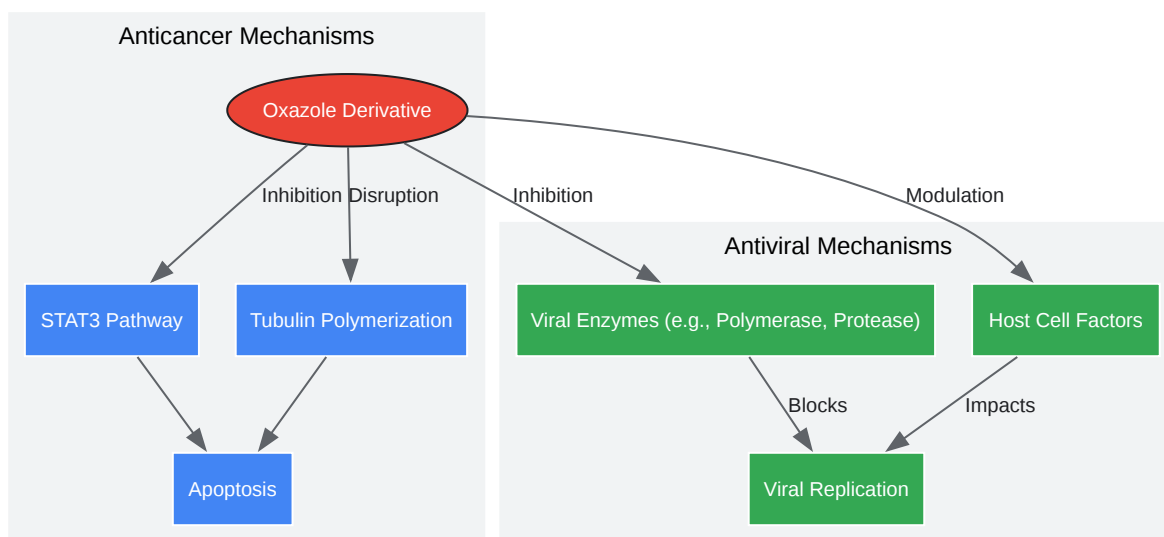 Anticancer Mechanisms
Oxazole Derivative
Inhibition
Disruption
Inhibition
Modulation
Antiviral Mechanisms
STAT3 Pathway
Tubulin Polymerization
Viral Enzymes (e.g., Polymerase, Protease)
Host Cell Factors
Blocks
Impacts
Apoptosis
Viral Replication